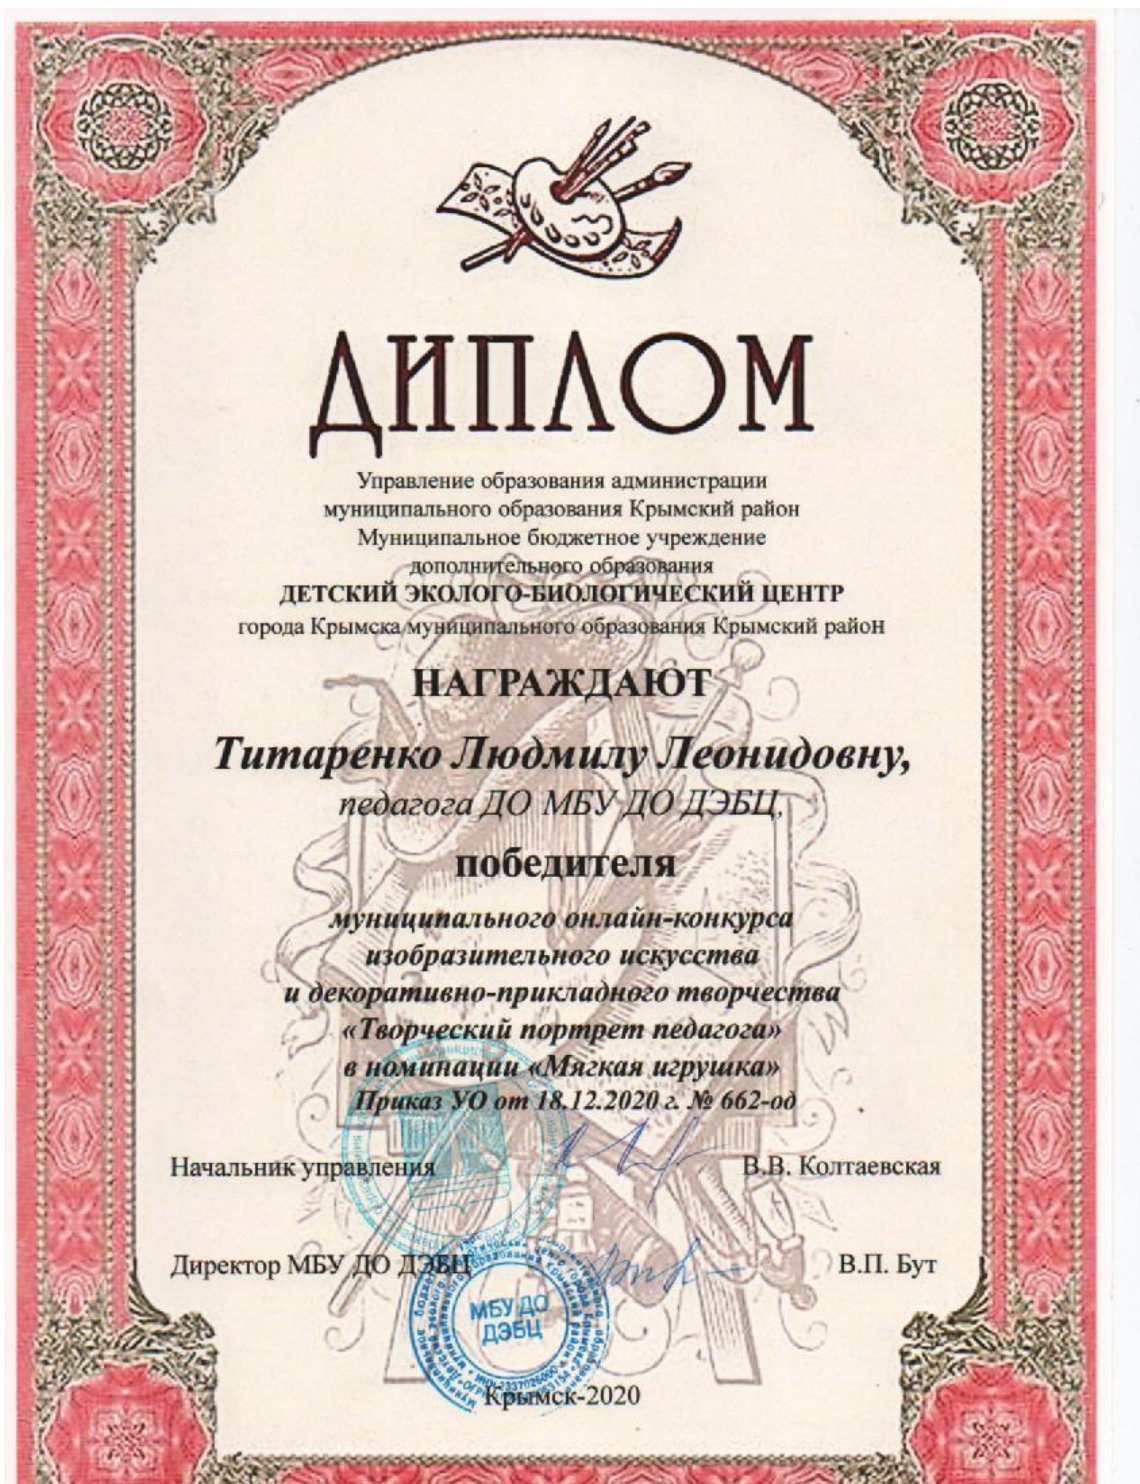 ДИПЛОМ
Управление образования администрации
муниципального образования Крымский район
Муниципальное бюджетное учреждение
дополнительного образования
ДЕТСКИЙ ЭКОЛОГО-БИОЛОГИЧЕСКИЙ ЦЕНТР
города Крымска муниципального образования Крымский район
НАГРАЖДАЮТ
Титаренко Людмилу Леонидовну,
педагога ДО МБУ ДО ДЭБЦ,
победителя
муниципального онлайн-конкурса
изобразительного искусства
и декоративно-прикладного творчества
«Творческий портрет педагога»
в номинации «Мягкая игрушка»
Приказ УО от 18.12.2020 г. № 662-од
Начальник управления В.В. Колтаевская
Директор МБУ ДО ДЭБЦ В.П. Бут
МБУ ДО
ДЭБЦ
Крымск-2020